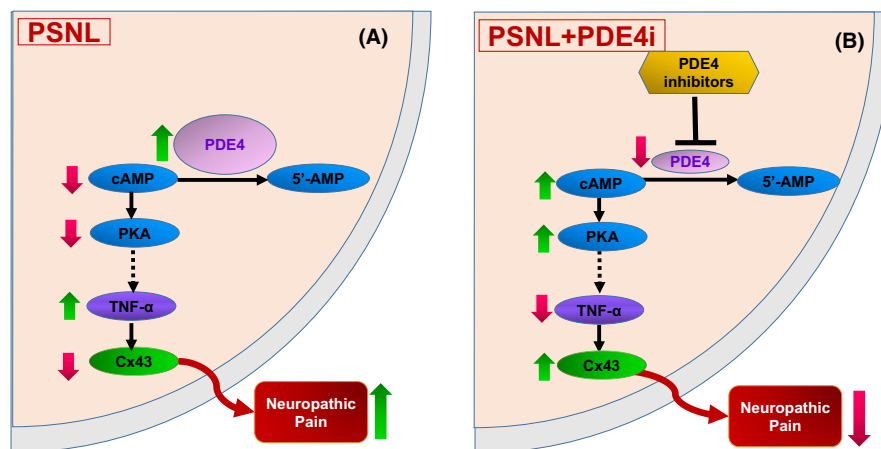 PSNL
(A)
PDE4
cAMP
5'-AMP
PKA
TNF-α
Cx43
Neuropathic
Pain
PSNL+PDE4i
(B)
PDE4
inhibitors
PDE4
cAMP
5'-AMP
PKA
TNF-α
Cx43
Neuropathic
Pain